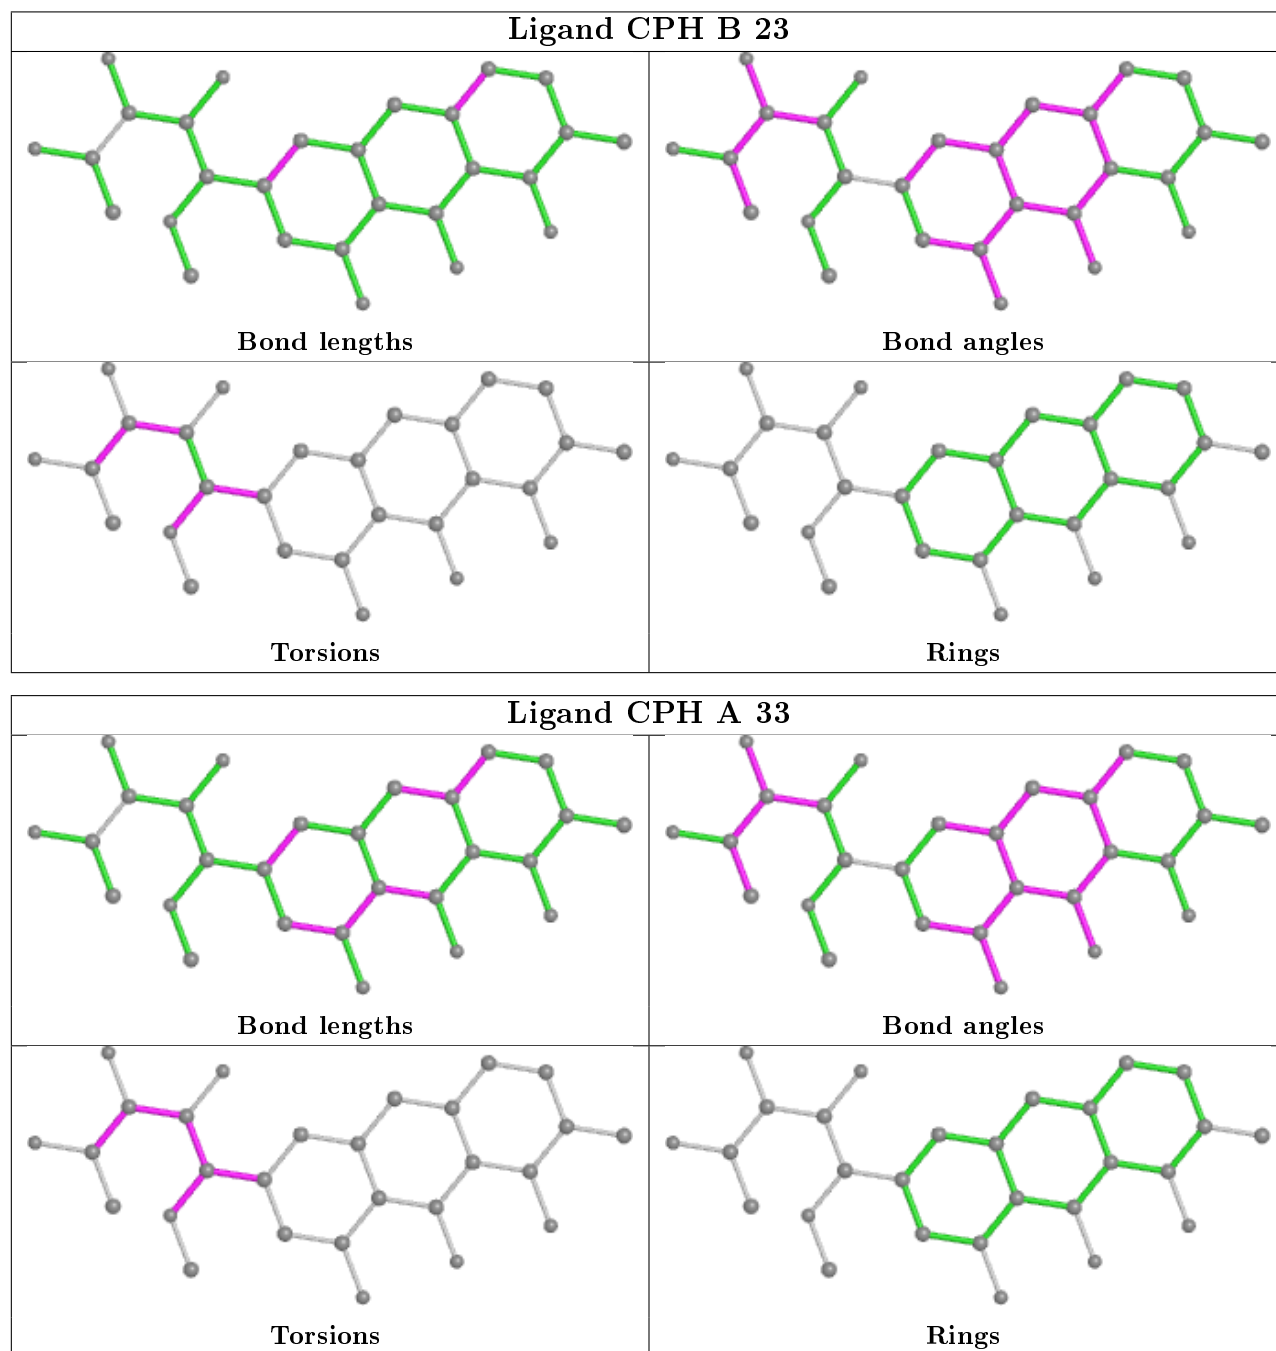 Ligand CPH B 23
Bond lengths
Bond angles
Torsions
Rings
Ligand CPH A 33
Bond lengths
Bond angles
Torsions
Rings